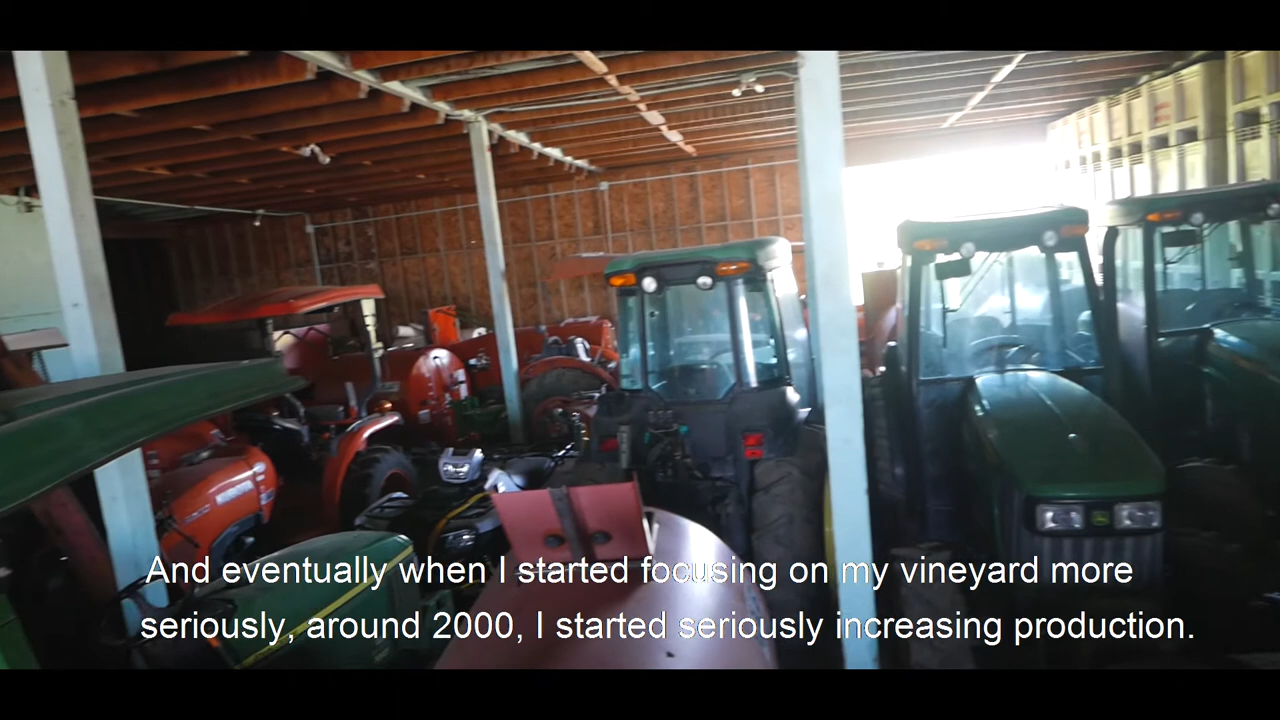 And eventually when I started focusing on my vineyard more
seriously, around 2000, I started seriously increasing production.